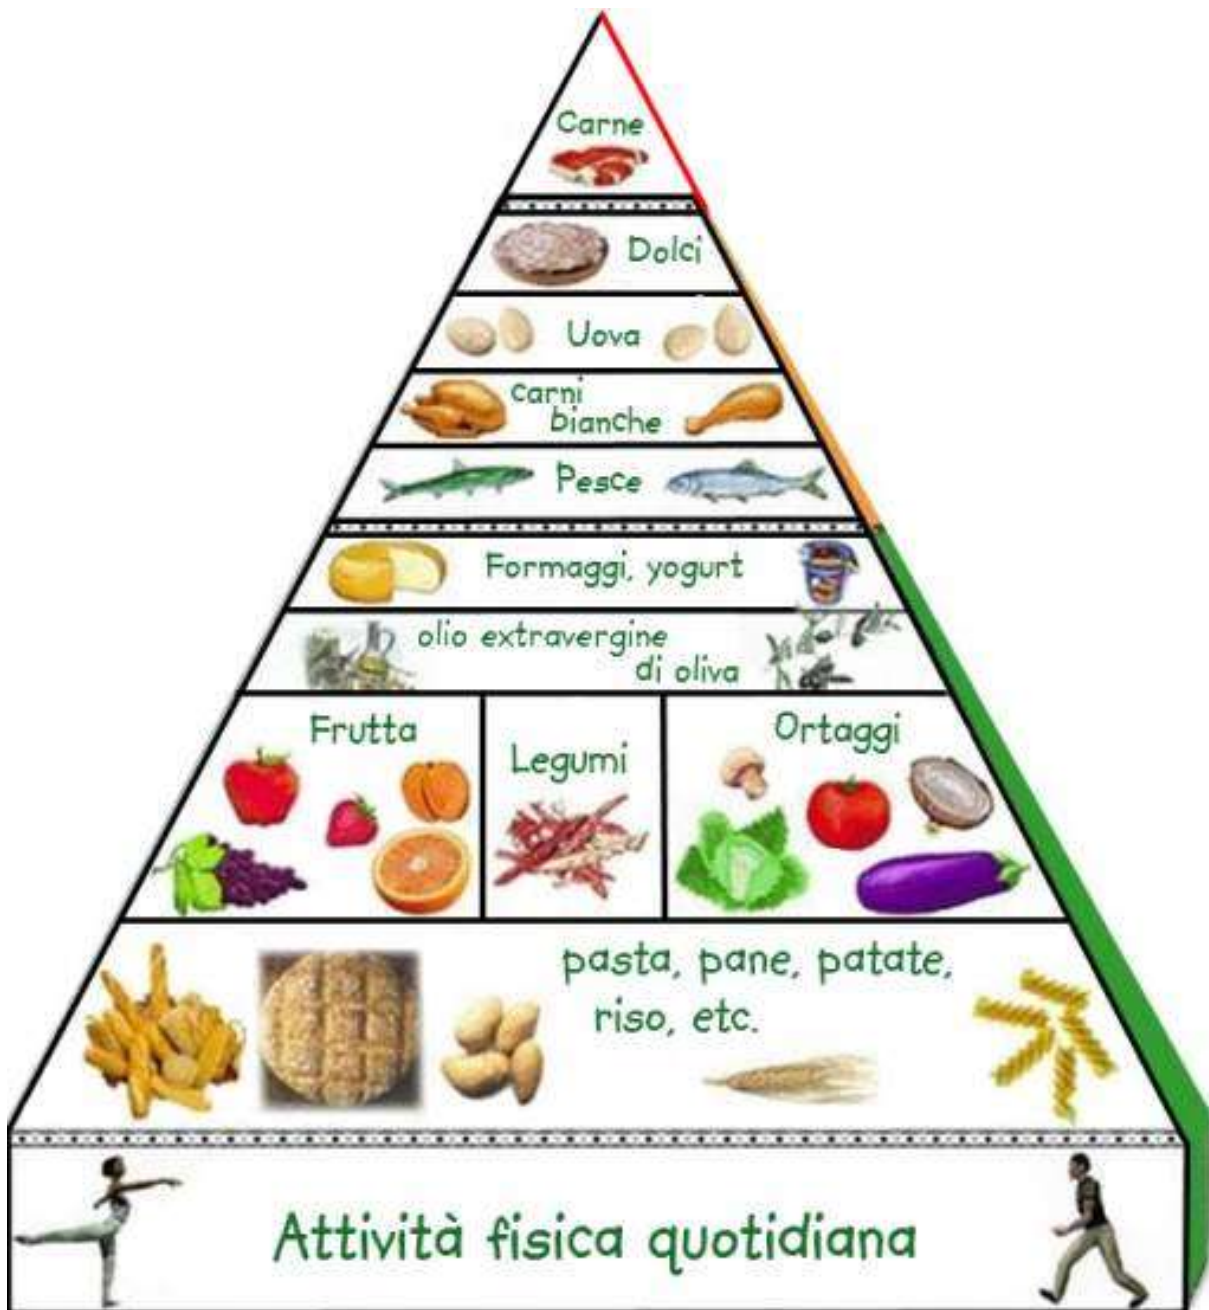 Carne
Dolci
Uova
carni
bianche
Pesce
Formaggi, yogurt
olio extravergine
di oliva
Frutta
Legumi
Ortaggi
pasta, pane, patate,
riso, etc.
Attività fisica quotidiana